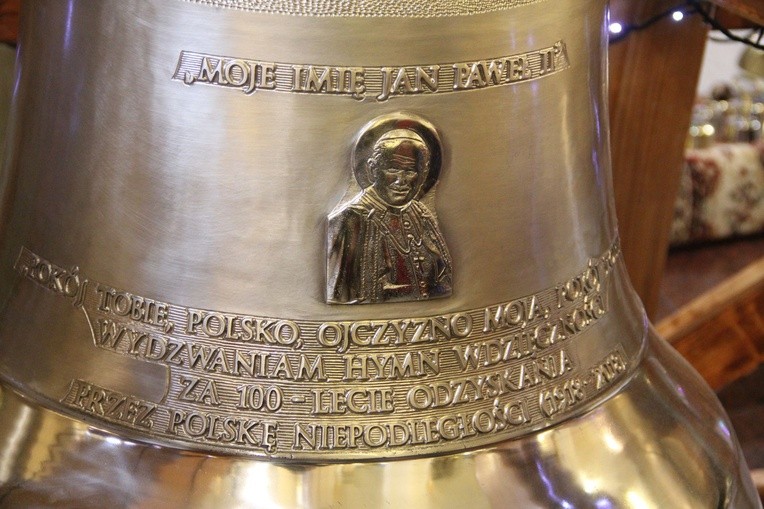 „MOJE IMIĘ JAN PAWEŁ II”
„POKÓJ TOBIE, POLSKO, OJCZYZNO MOJA, POKÓJ
WYDZWANIAM HYMN WDZIĘCZNOŚCI
ZA 100-LECIE ODZYSKANIA
PRZEZ POLSKĘ NIEPODLEGŁOŚCI (1918-2018)